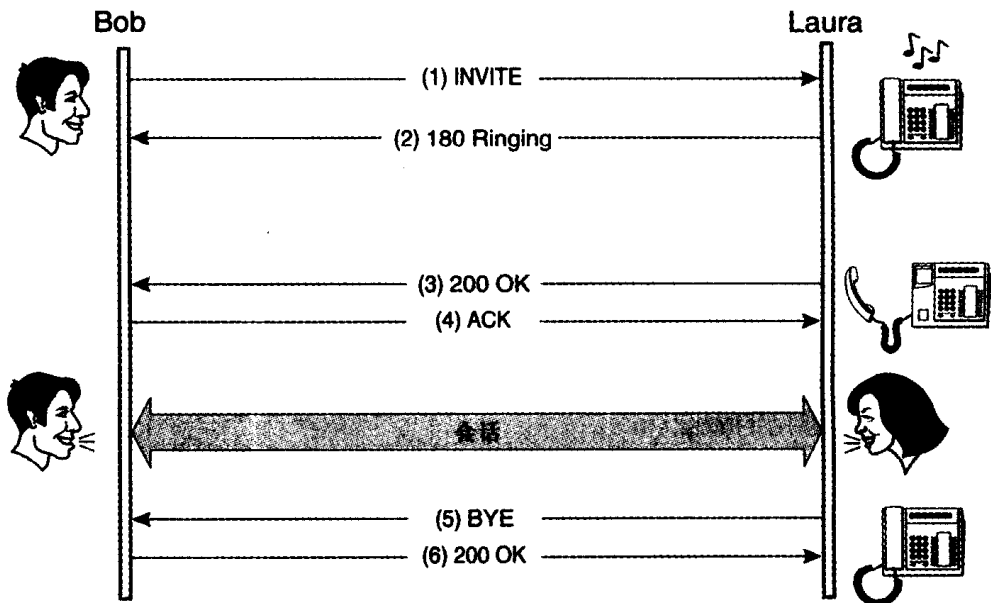 Bob
Laura
(1) INVITE
(2) 180 Ringing
(3) 200 OK
(4) ACK
会话
(5) BYE
(6) 200 OK